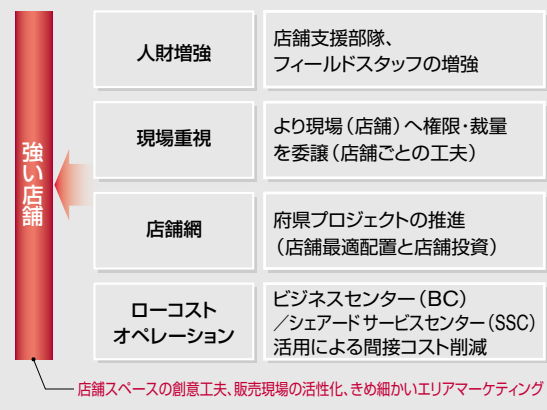 強い店舗
人財増強
店舗支援部隊、
フィールドスタッフの増強
現場重視
より現場(店舗)へ権限・裁量
を委譲(店舗ごとの工夫)
店舗網
府県プロジェクトの推進
(店舗最適配置と店舗投資)
ローコスト
オペレーション
ビジネスセンター(BC)
/シェアードサービスセンター(SSC)
活用による間接コスト削減
店舗スペースの創意工夫、販売現場の活性化、きめ細かいエリアマーケティング